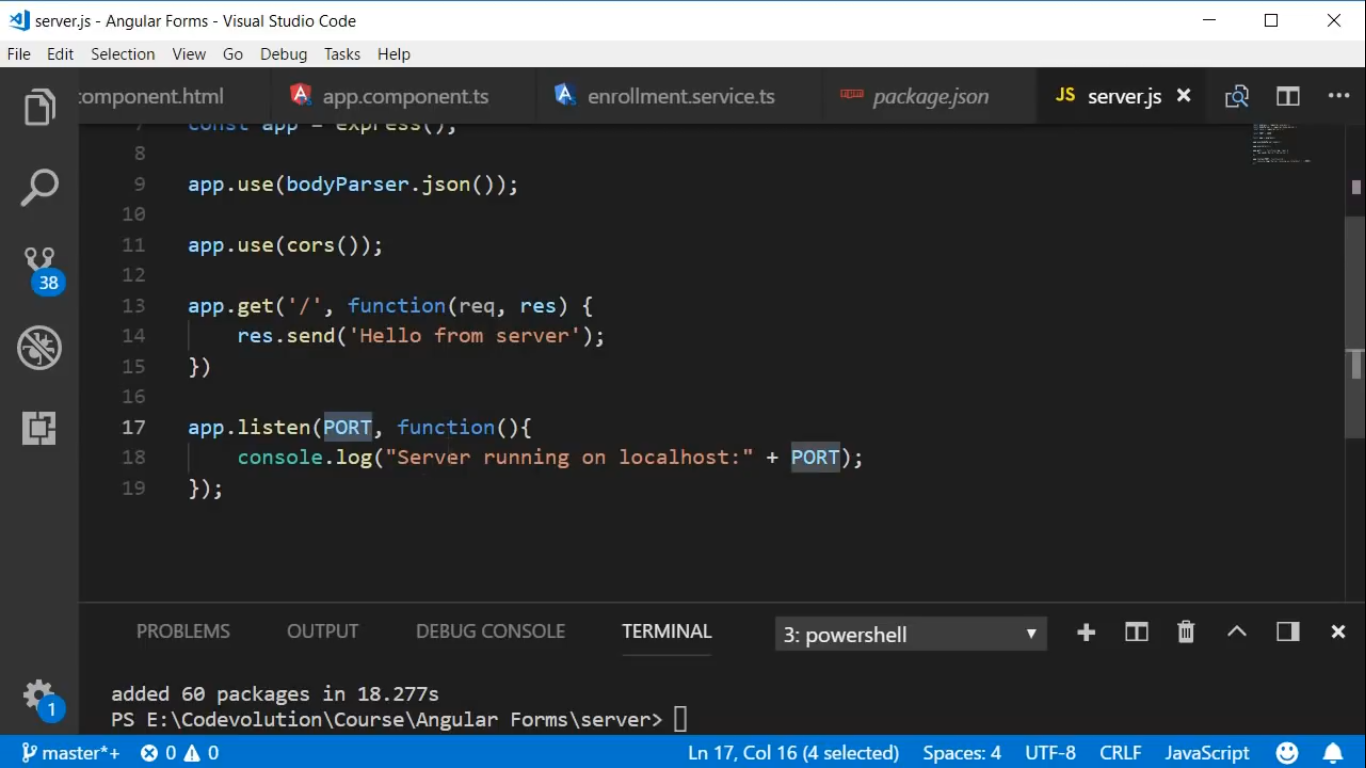 server.js - Angular Forms - Visual Studio Code
File Edit Selection View Go Debug Tasks Help
component.html app.component.ts enrollment.service.ts package.json JS server.js
7 const app = express();
8
9 app.use(bodyParser.json());
10
11 app.use(cors());
12
13 app.get('/', function(req, res) {
14 res.send('Hello from server');
15 })
16
17 app.listen(PORT, function(){
18 console.log("Server running on localhost:" + PORT);
19 });
38
PROBLEMS OUTPUT DEBUG CONSOLE TERMINAL 3: powershell
added 60 packages in 18.277s
PS E:\Codevolution\Course\Angular Forms\server>
1
master*+ 0 0 Ln 17, Col 16 (4 selected) Spaces: 4 UTF-8 CRLF JavaScript